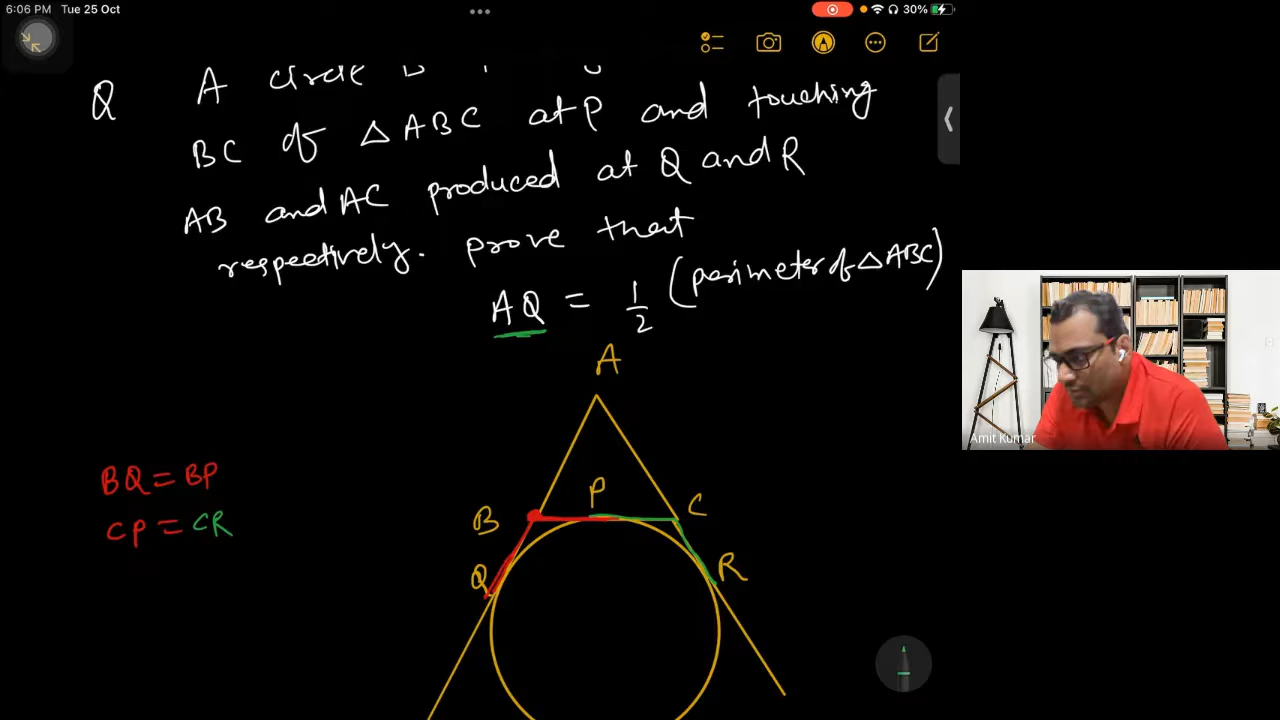 6:06 PM Tue 25 Oct
30%
Q A circle
BC of △ ABC at P and touching
AB and AC produced at Q and R
respectively. prove that
AQ = 1/2 (perimeter of △ABC)
A
BQ = BP
CP = CR
B
P
C
Q
R
Amit Kumar